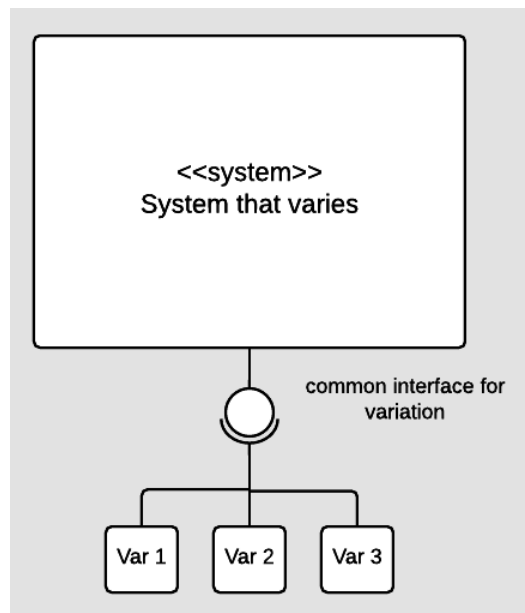 <<system>>
System that varies
common interface for
variation
Var 1
Var 2
Var 3